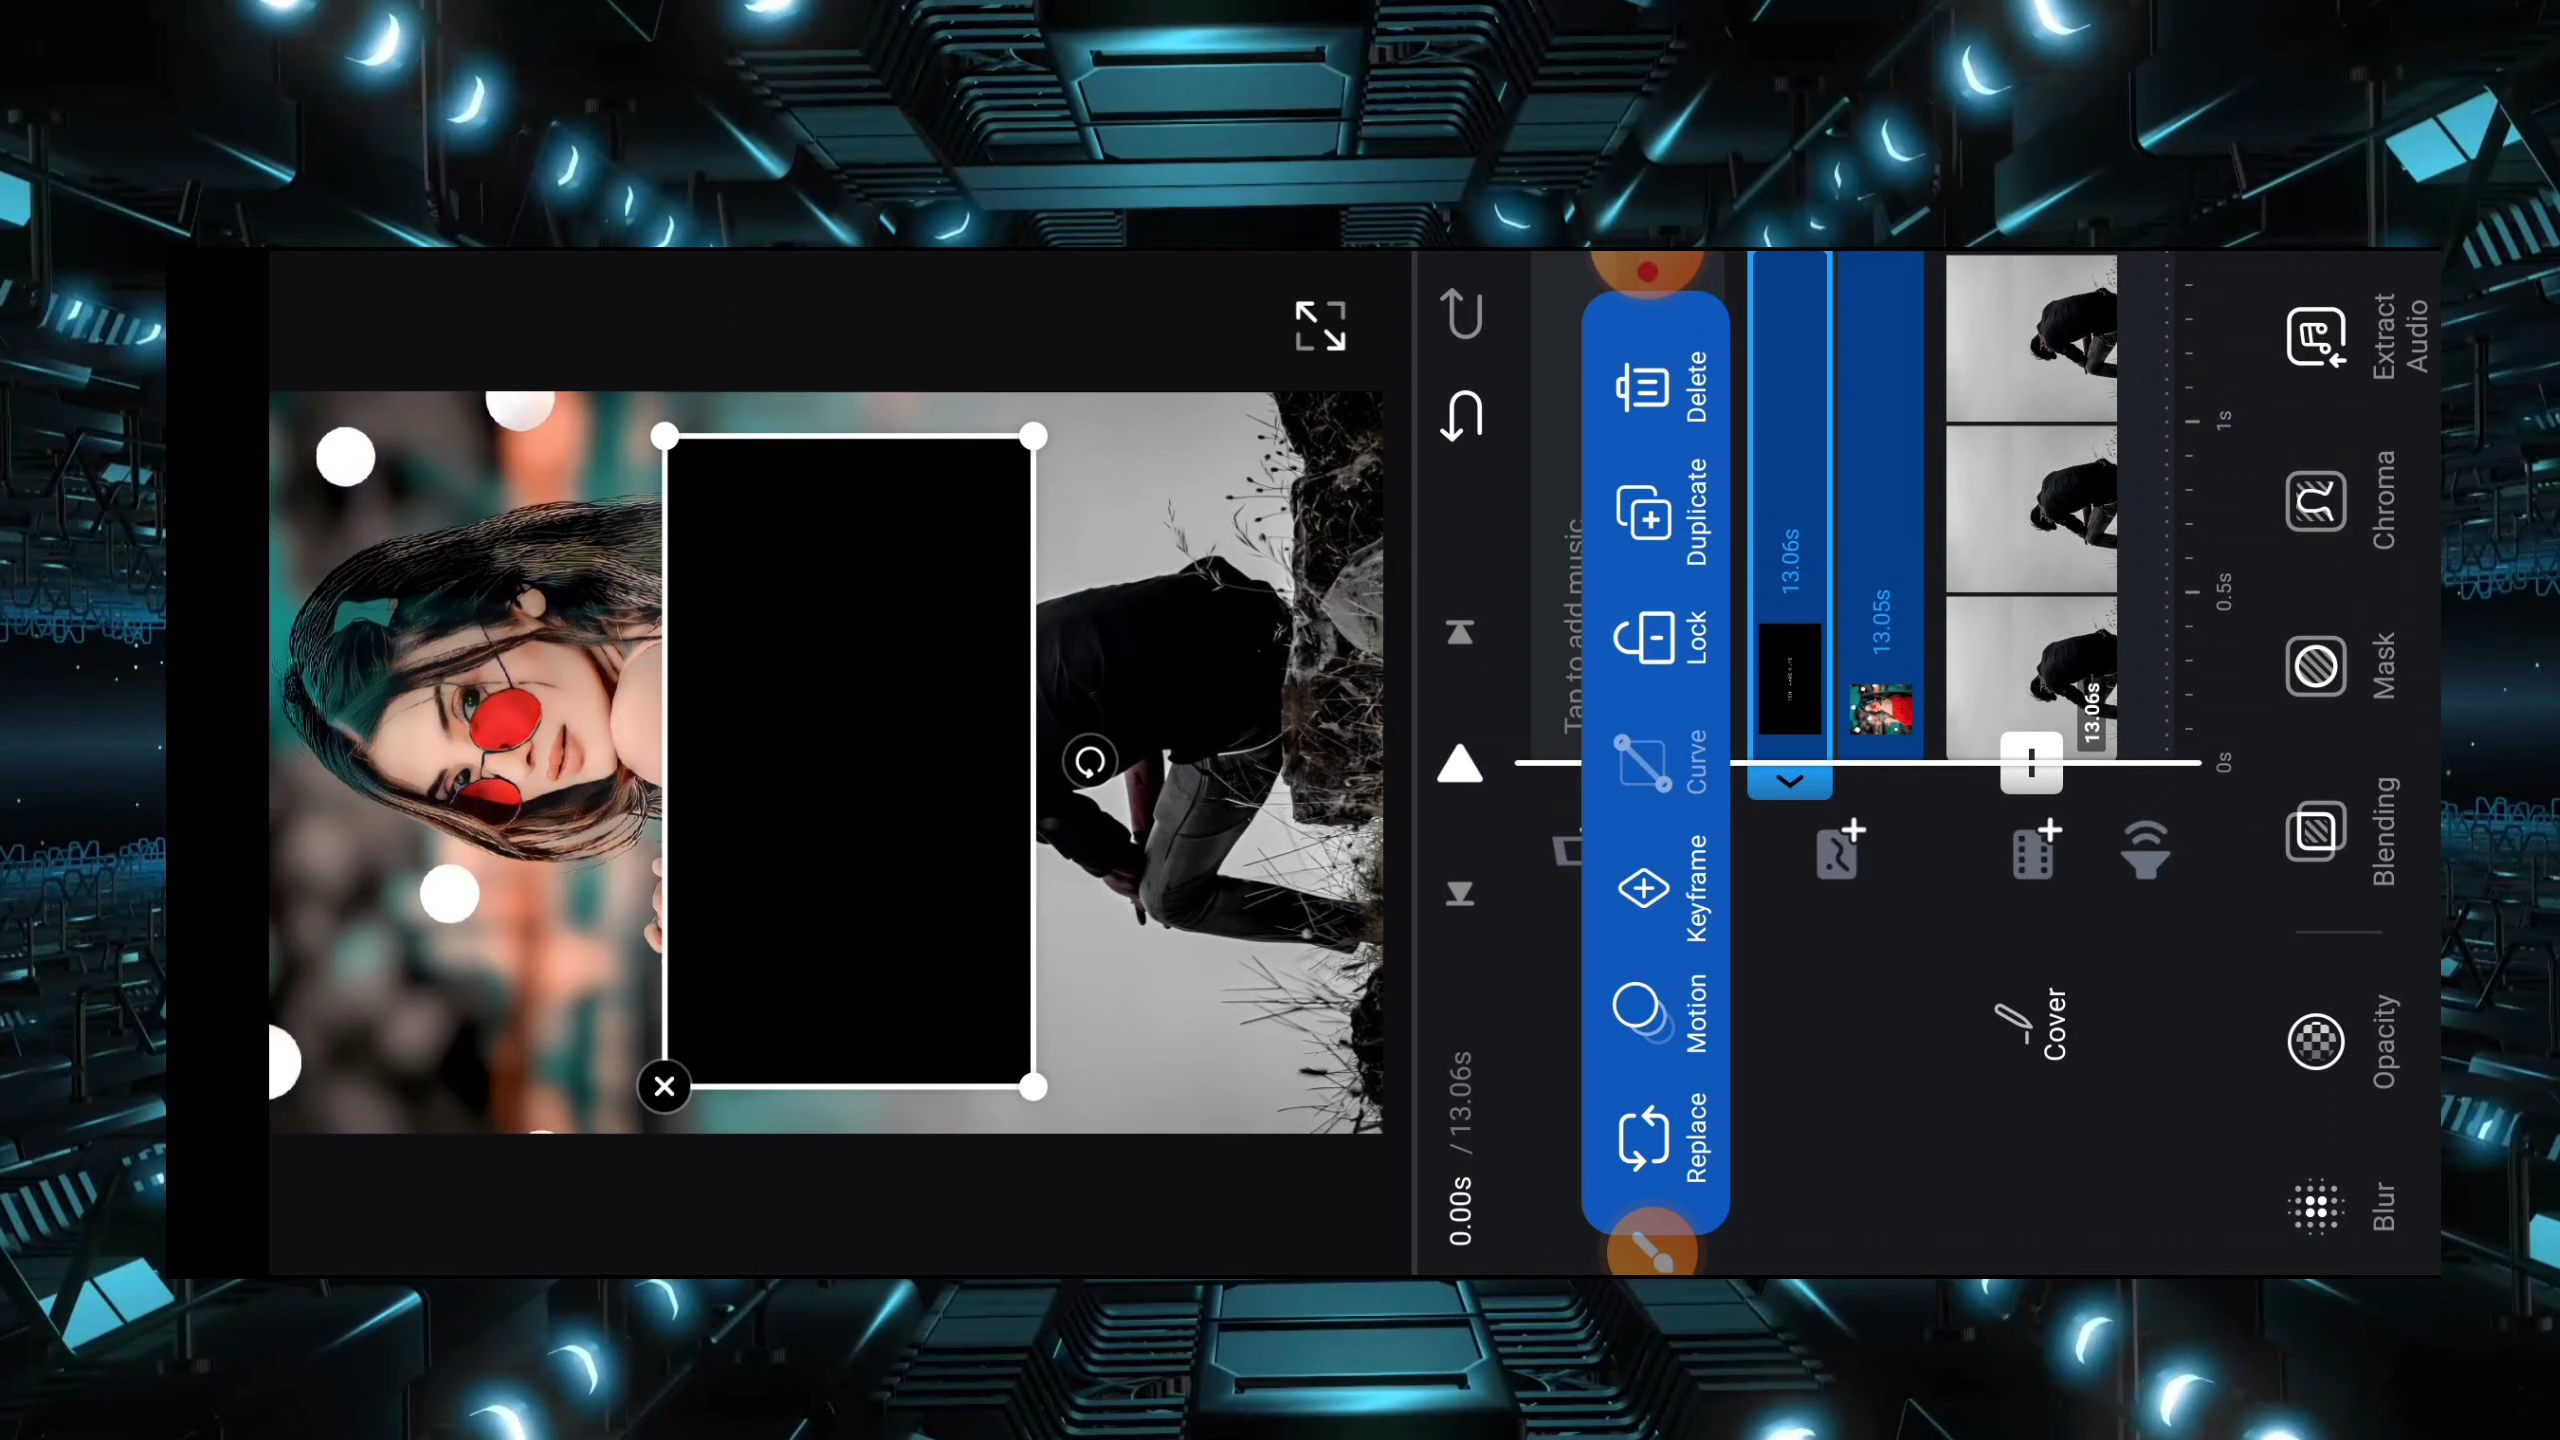 0.00s / 13.06s
Tap to add music
Replace
Motion
Keyframe
Curve
Lock
Duplicate
Delete
13.06s
13.05s
Cover
13.06s
0s
0.5s
1s
Blur
Opacity
Blending
Mask
Chroma
Extract
Audio